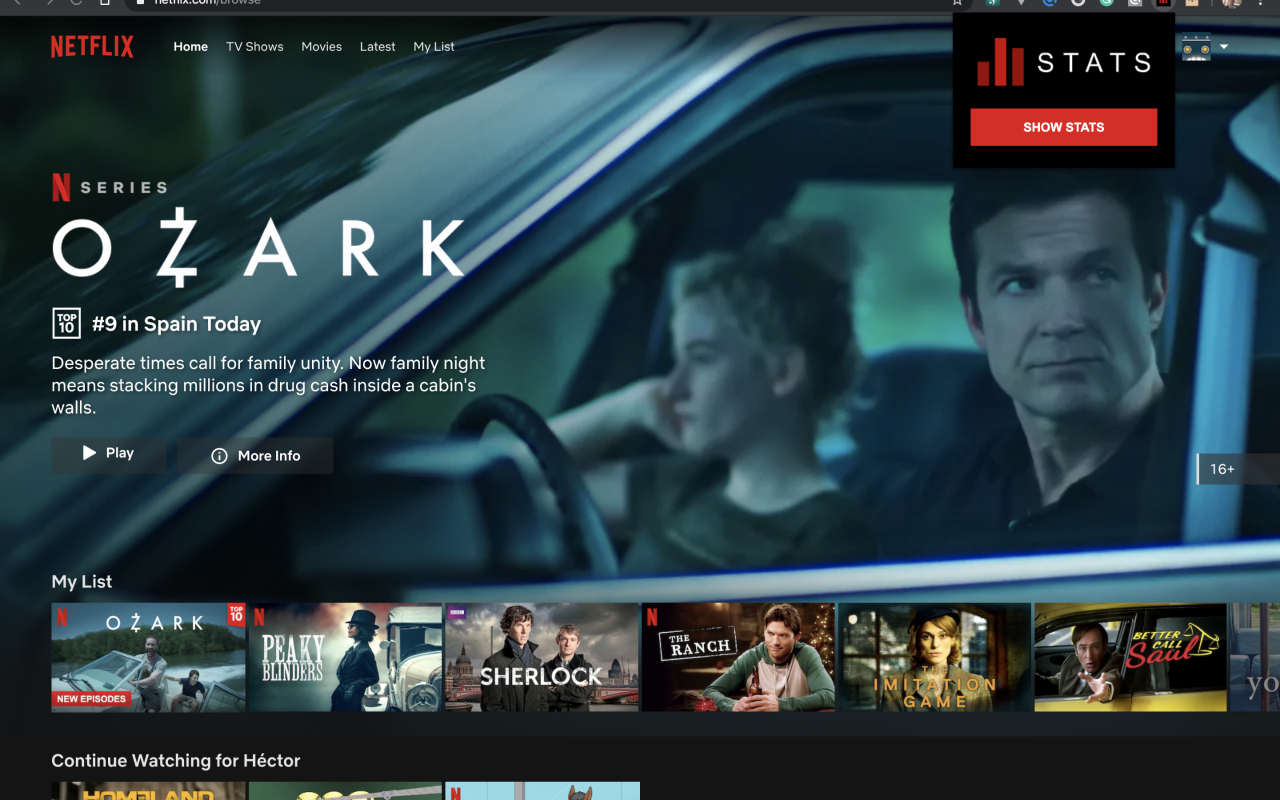 netflix.com/browse
NETFLIX
Home TV Shows Movies Latest My List
STATS
SHOW STATS
N SERIES
OZARK
TOP 10 #9 in Spain Today
Desperate times call for family unity. Now family night
means stacking millions in drug cash inside a cabin's
walls.
Play More Info
16+
My List
N
OZARK
TOP 10
NEW EPISODES
N
PEAKY
BLINDERS
BBC
SHERLOCK
N
THE
RANCH
IMITATION
GAME
BETTER
CALL
Saul
yo
Continue Watching for Héctor
HOMELAND
N